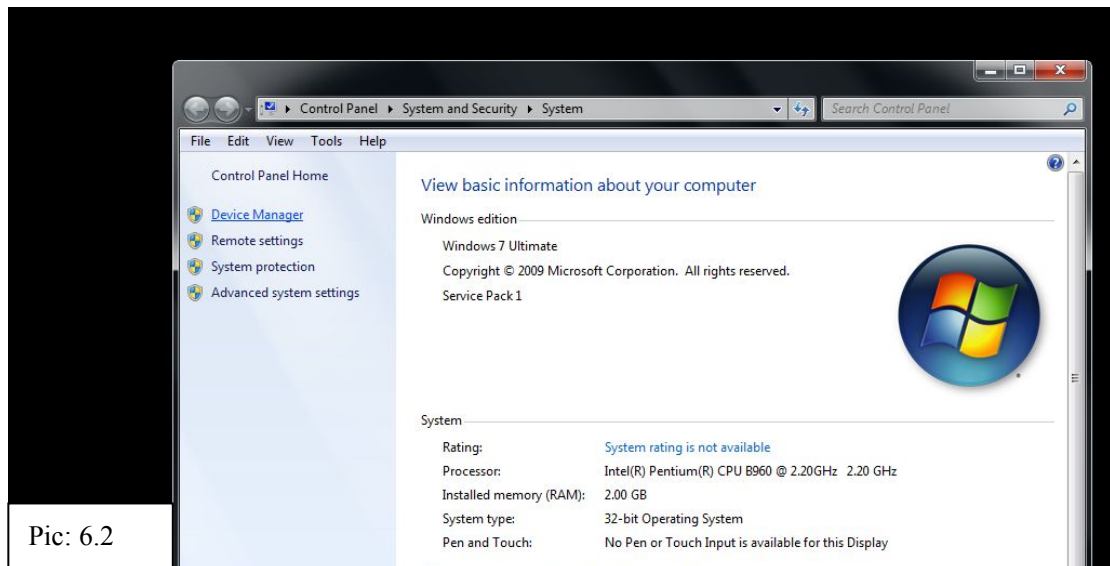 Control Panel ▸ System and Security ▸ System
Search Control Panel
File Edit View Tools Help
Control Panel Home
Device Manager
Remote settings
System protection
Advanced system settings
View basic information about your computer
Windows edition
Windows 7 Ultimate
Copyright © 2009 Microsoft Corporation. All rights reserved.
Service Pack 1
System
Rating: System rating is not available
Processor: Intel(R) Pentium(R) CPU B960 @ 2.20GHz 2.20 GHz
Installed memory (RAM): 2.00 GB
System type: 32-bit Operating System
Pen and Touch: No Pen or Touch Input is available for this Display
Pic: 6.2